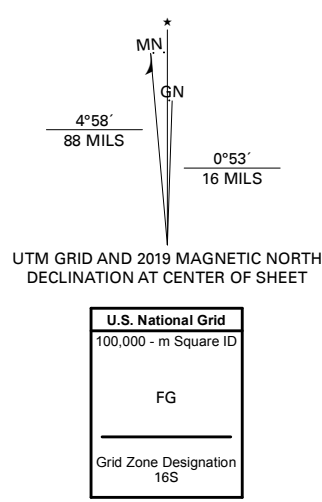 M.N.
GN
4°58´
88 MILS
0°53´
16 MILS
UTM GRID AND 2019 MAGNETIC NORTH
DECLINATION AT CENTER OF SHEET
U.S. National Grid
100,000 - m Square ID
FG
Grid Zone Designation
16S